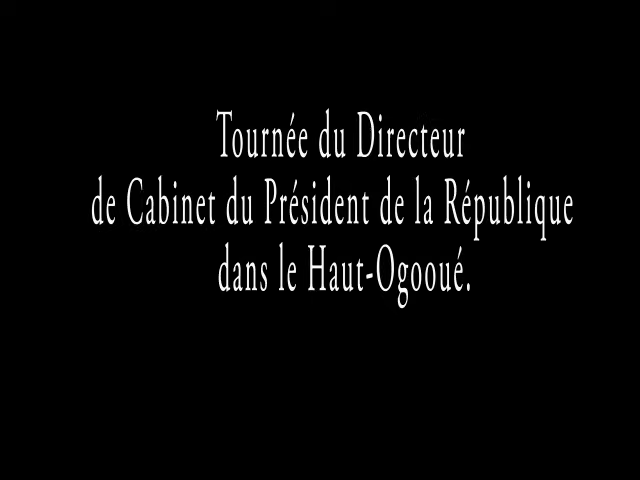 Tournée du Directeur
de Cabinet du Président de la République
dans le Haut-Ogooué.